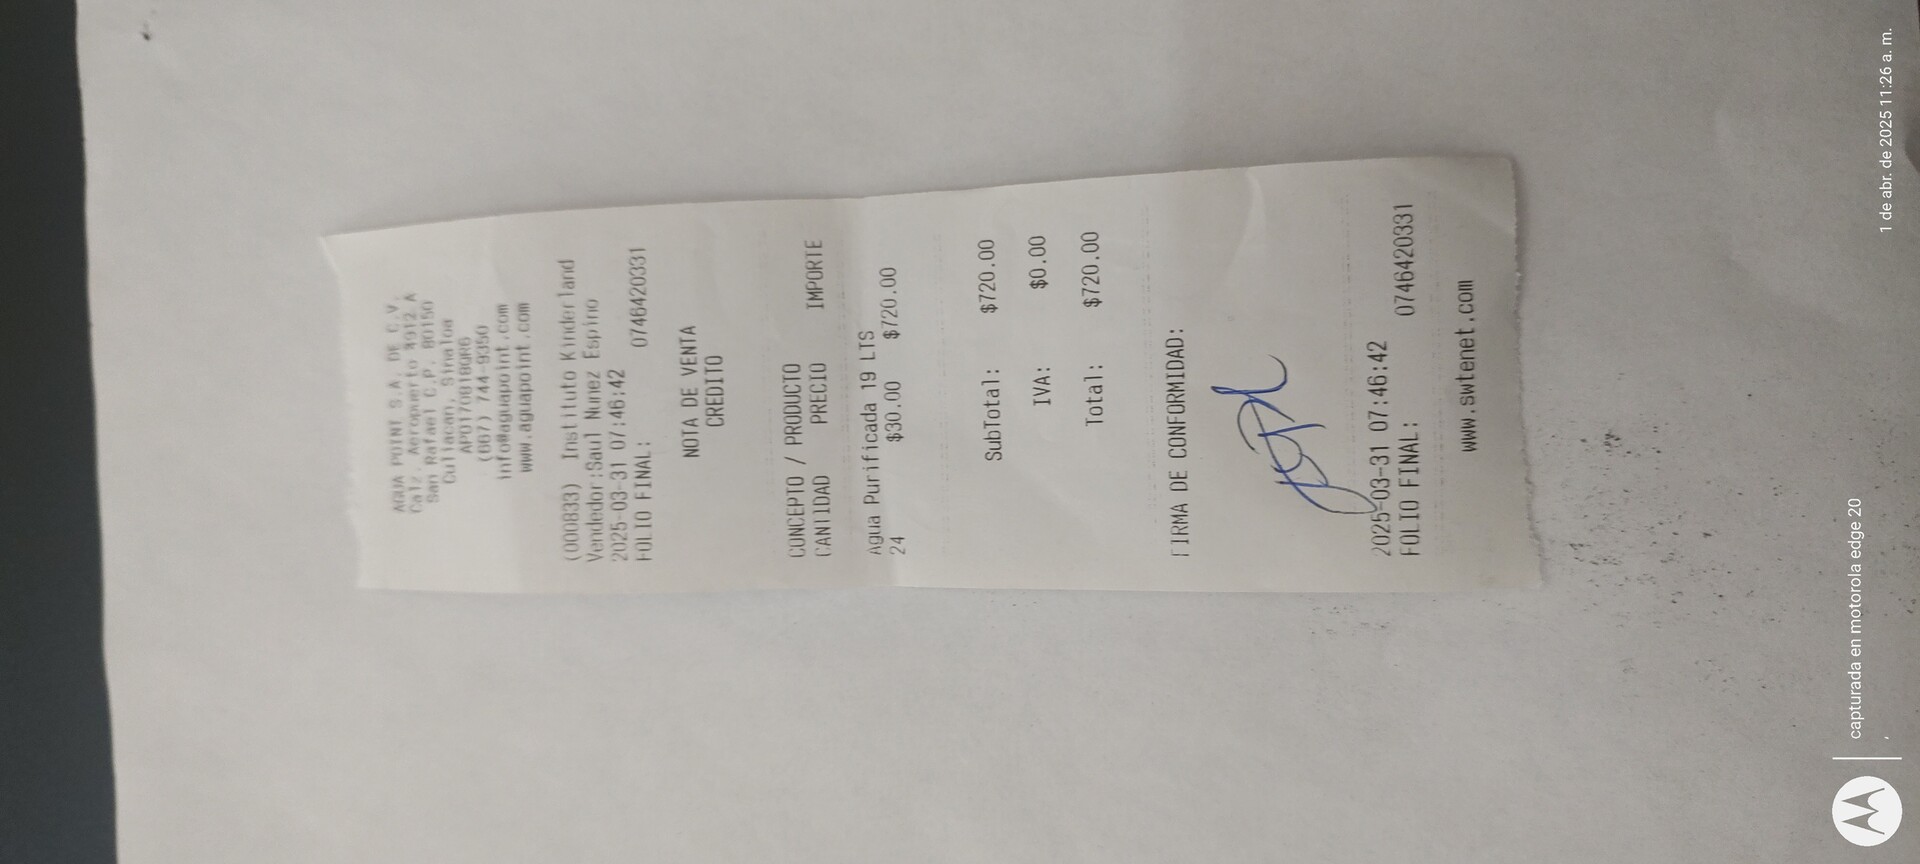 AGUA POINT S.A. DE C.V.
Calz. Aeropuerto 4912 A
San Rafael C.P. 80150
Culiacan, Sinaloa
(667) 744-9350
info@aguapoint.com
www.aguapoint.com
(000833) Instituto Kinderland
Vendedor:Saul Nunez Espino
2025-03-31 07:46:42
FOLIO FINAL: 0746420331
NOTA DE VENTA
CREDITO
CONCEPTO / PRODUCTO
CANTIDAD PRECIO IMPORTE
Agua Purificada 19 LTS
24 $30.00 $720.00
SubTotal: $720.00
IVA: $0.00
Total: $720.00
FIRMA DE CONFORMIDAD:
2025-03-31 07:46:42
FOLIO FINAL: 0746420331
www.swtenet.com
capturada en motorola edge 20
1 de abr. de 2025 11:26 a. m.